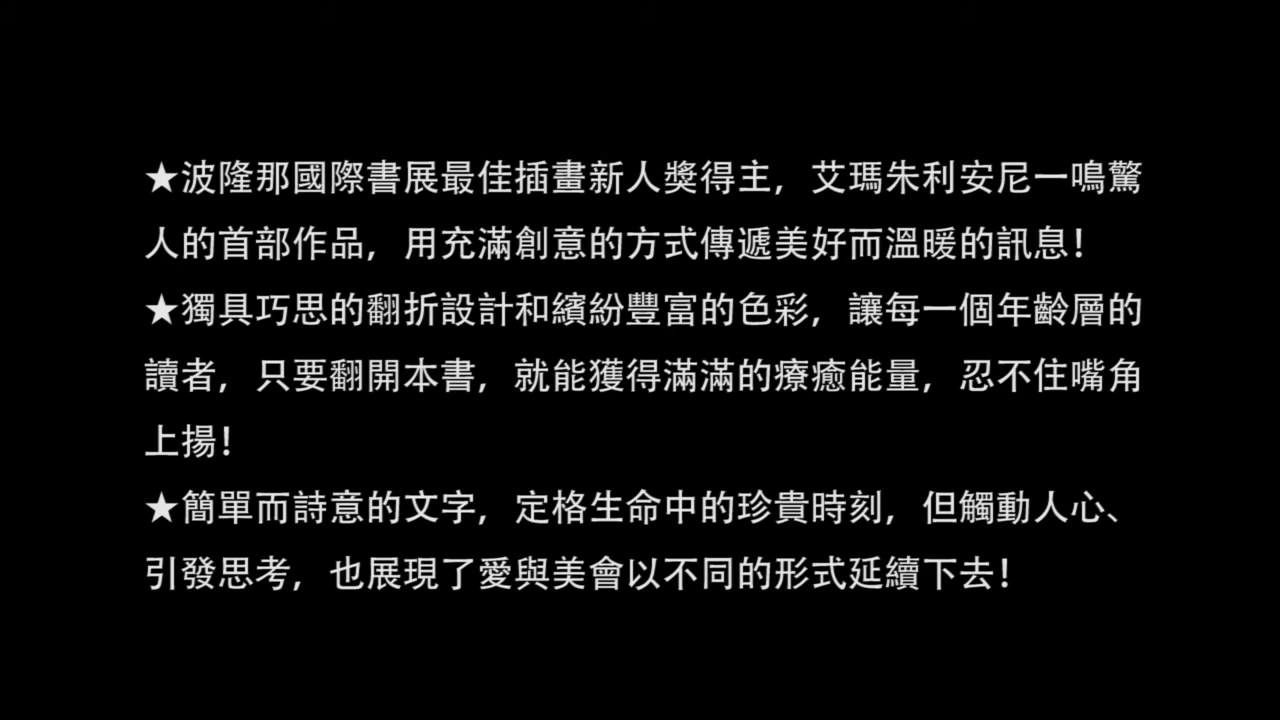 ★波隆那國際書展最佳插畫新人獎得主，艾瑪朱利安尼一鳴驚
人的首部作品，用充滿創意的方式傳遞美好而溫暖的訊息！
★獨具巧思的翻折設計和繽紛豐富的色彩，讓每一個年齡層的
讀者，只要翻開本書，就能獲得滿滿的療癒能量，忍不住嘴角
上揚！
★簡單而詩意的文字，定格生命中的珍貴時刻，但觸動人心、
引發思考，也展現了愛與美會以不同的形式延續下去！